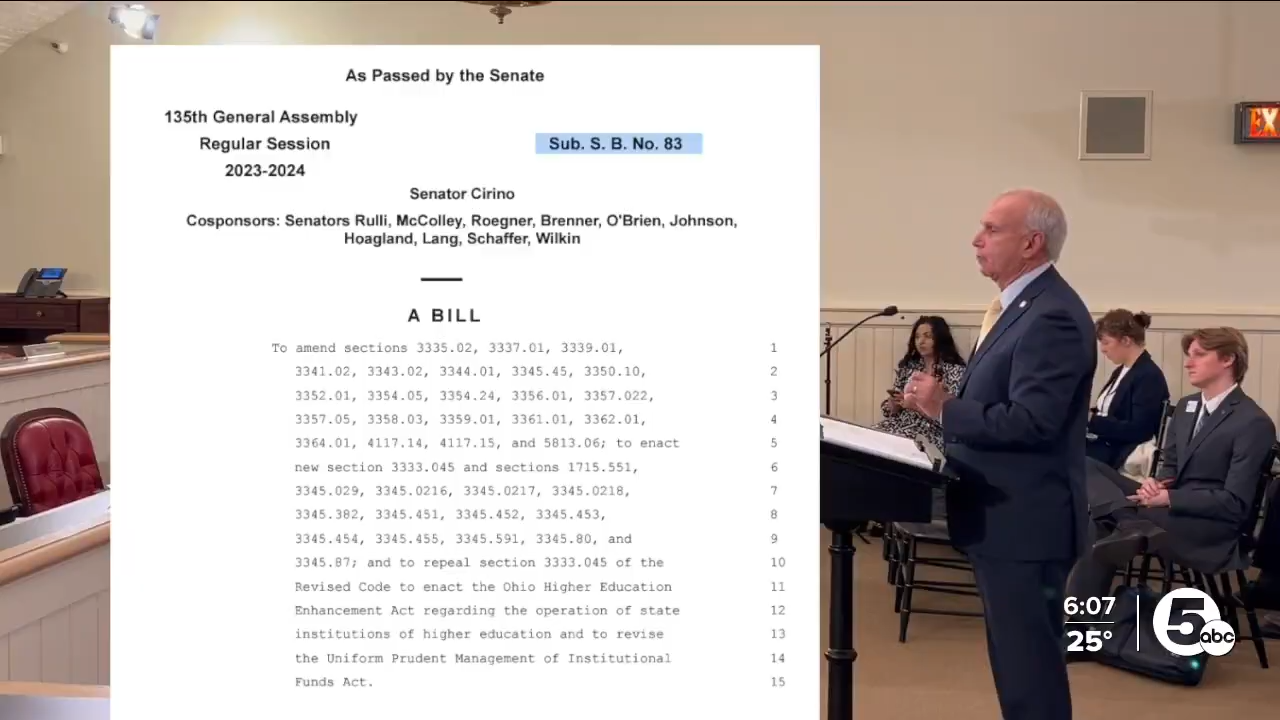 As Passed by the Senate
135th General Assembly
Regular Session
2023-2024
Sub. S. B. No. 83
Senator Cirino
Cosponsors: Senators Rulli, McColley, Roegner, Brenner, O'Brien, Johnson,
Hoagland, Lang, Schaffer, Wilkin
A BILL
To amend sections 3335.02, 3337.01, 3339.01, 1
3341.02, 3343.02, 3344.01, 3345.45, 3350.10, 2
3352.01, 3354.05, 3354.24, 3356.01, 3357.022, 3
3357.05, 3358.03, 3359.01, 3361.01, 3362.01, 4
3364.01, 4117.14, 4117.15, and 5813.06; to enact 5
new section 3333.045 and sections 1715.551, 6
3345.029, 3345.0216, 3345.0217, 3345.0218, 7
3345.382, 3345.451, 3345.452, 3345.453, 8
3345.454, 3345.455, 3345.591, 3345.80, and 9
3345.87; and to repeal section 3333.045 of the 10
Revised Code to enact the Ohio Higher Education 11
Enhancement Act regarding the operation of state 12
institutions of higher education and to revise 13
the Uniform Prudent Management of Institutional 14
Funds Act. 15
EX
6:07
25°
5
abc